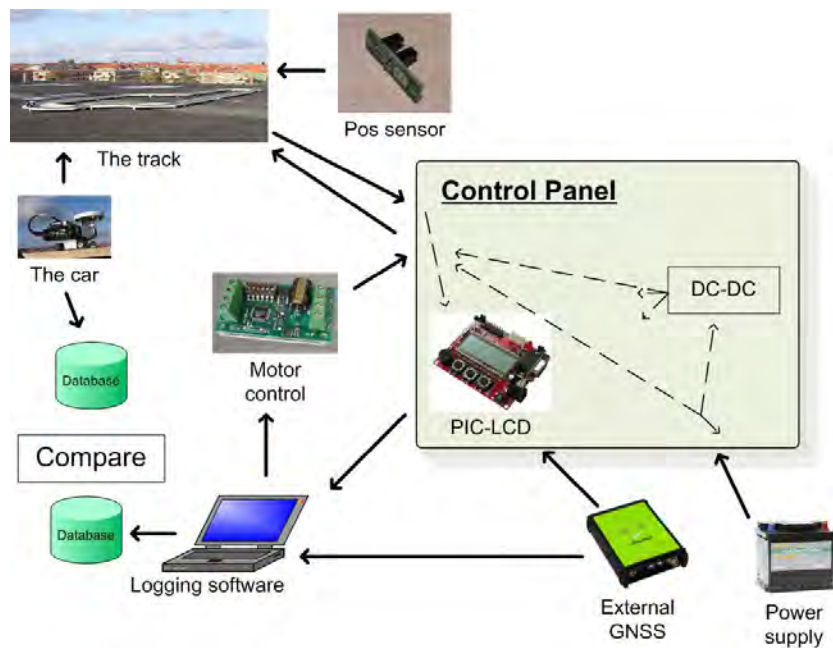 Pos sensor
The track
Control Panel
The car
DC-DC
Motor
control
Database
PIC-LCD
Compare
Database
Logging software
External
GNSS
Power
supply